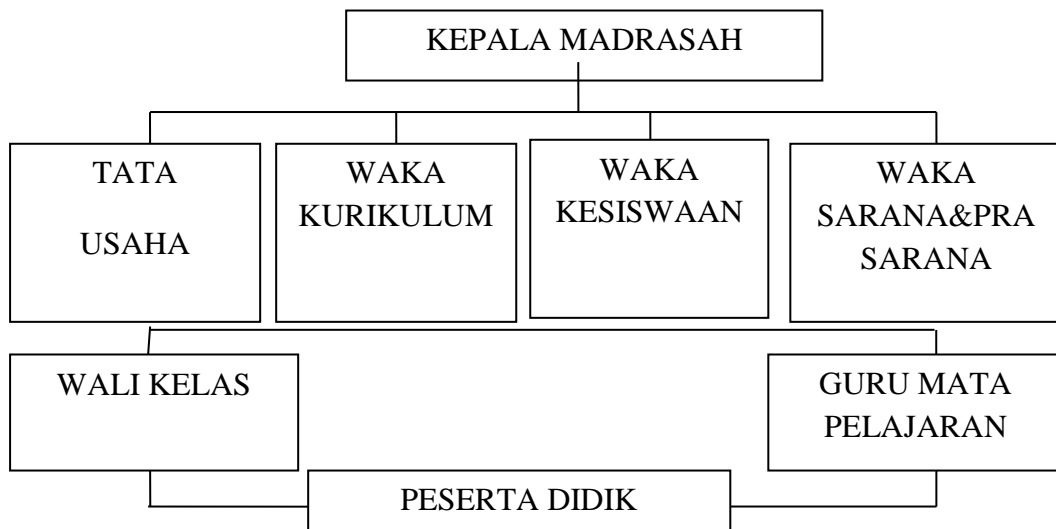 KEPALA MADRASAH
TATA
USAHA
WAKA
KURIKULUM
WAKA
KESISWAAN
WAKA
SARANA&PRA
SARANA
WALI KELAS
GURU MATA
PELAJARAN
PESERTA DIDIK